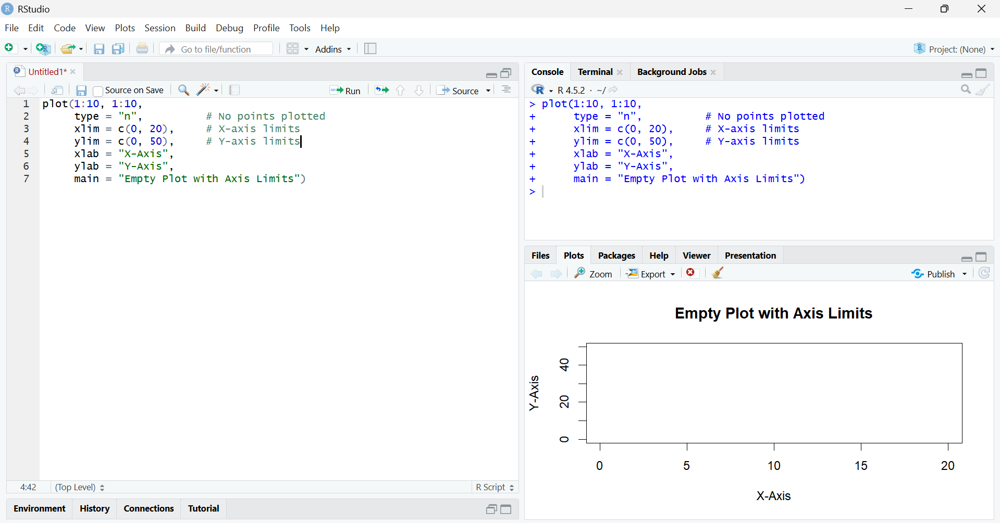 RStudio
File Edit Code View Plots Session Build Debug Profile Tools Help
Go to file/function Addins Project: (None)
Untitled1*
Source on Save Run Source
1 plot(1:10, 1:10,
2      type = "n",          # No points plotted
3      xlim = c(0, 20),     # X-axis limits
4      ylim = c(0, 50),     # Y-axis limits
5      xlab = "X-Axis",
6      ylab = "Y-Axis",
7      main = "Empty Plot with Axis Limits")
4:42 (Top Level) R Script
Environment History Connections Tutorial
Console Terminal Background Jobs
R 4.5.2 · ~/
> plot(1:10, 1:10,
+      type = "n",          # No points plotted
+      xlim = c(0, 20),     # X-axis limits
+      ylim = c(0, 50),     # Y-axis limits
+      xlab = "X-Axis",
+      ylab = "Y-Axis",
+      main = "Empty Plot with Axis Limits")
>
Files Plots Packages Help Viewer Presentation
Zoom Export Publish
Empty Plot with Axis Limits
Y-Axis
40
20
0
0 5 10 15 20
X-Axis